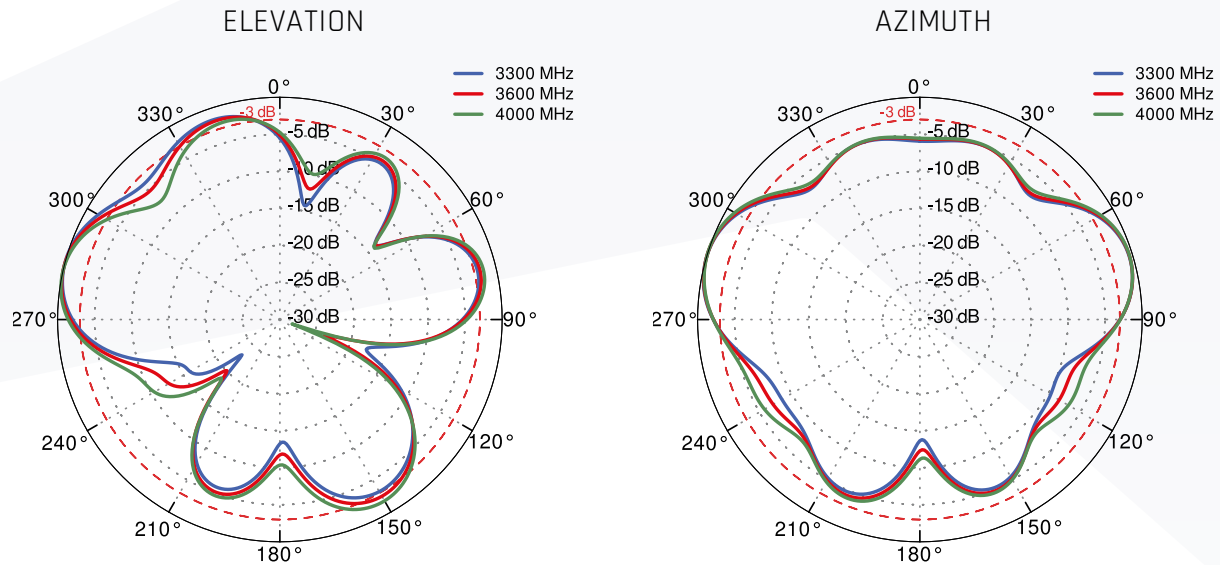 ELEVATION
3300 MHz
3600 MHz
4000 MHz
0°
30°
60°
90°
120°
150°
180°
210°
240°
270°
300°
330°
-3 dB
-5 dB
-10 dB
-15 dB
-20 dB
-25 dB
-30 dB
AZIMUTH
3300 MHz
3600 MHz
4000 MHz
0°
30°
60°
90°
120°
150°
180°
210°
240°
270°
300°
330°
-3 dB
-5 dB
-10 dB
-15 dB
-20 dB
-25 dB
-30 dB